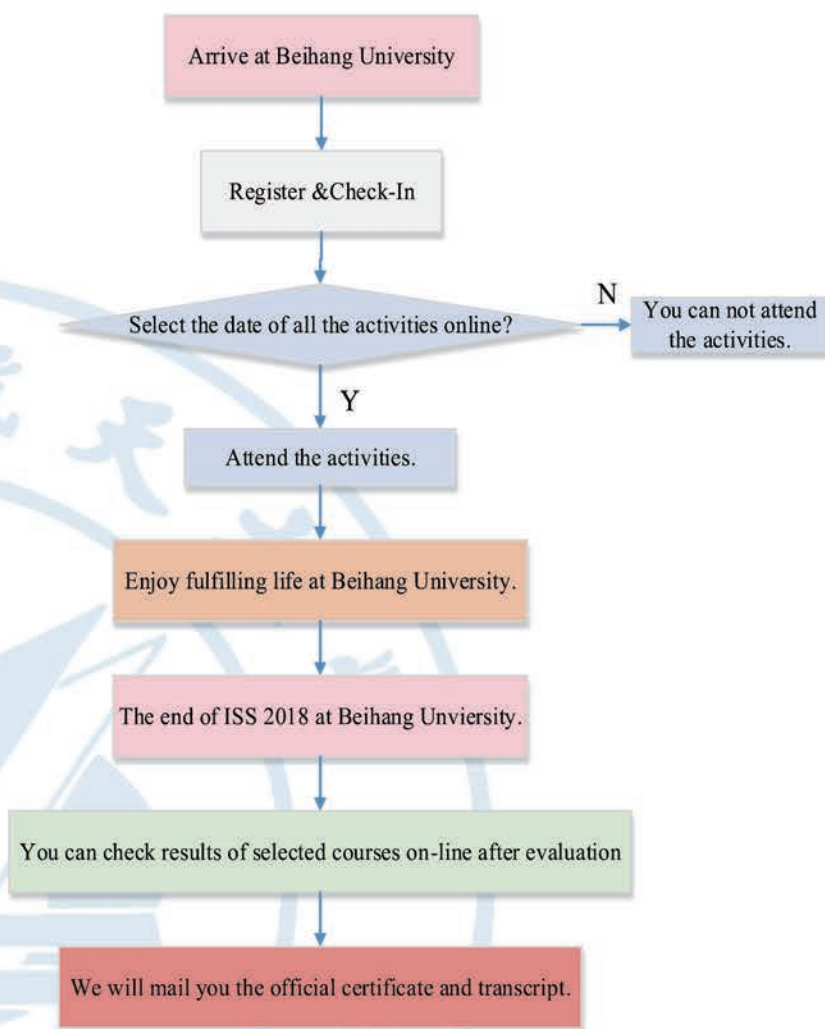 Arrive at Beihang University
Register &Check-In
Select the date of all the activities online?
N
You can not attend
the activities.
Y
Attend the activities.
Enjoy fulfilling life at Beihang University.
The end of ISS 2018 at Beihang Unviersity.
You can check results of selected courses on-line after evaluation
We will mail you the official certificate and transcript.